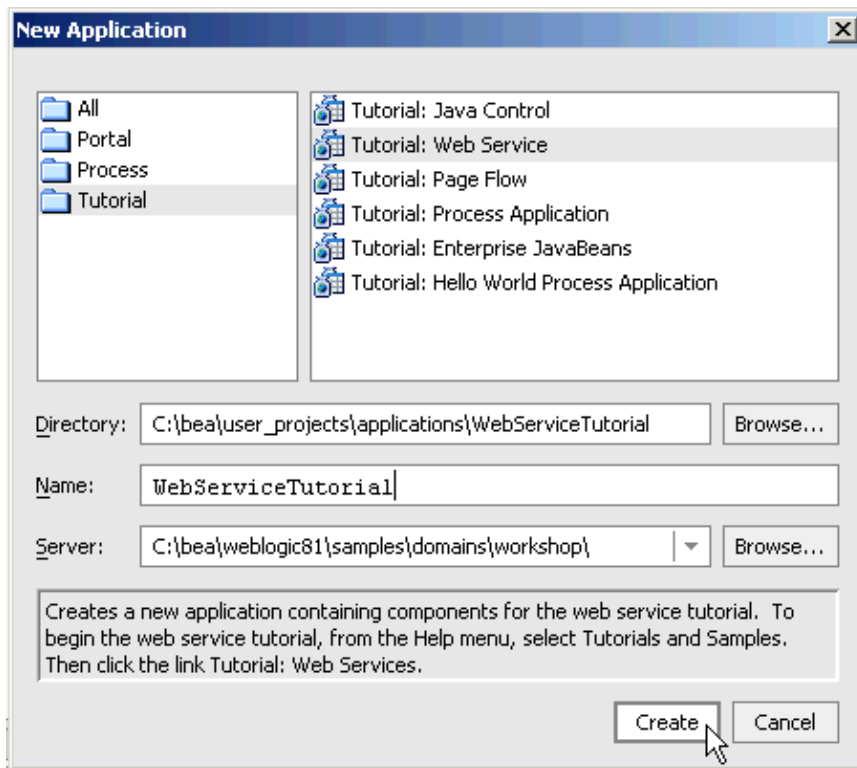 New Application
All
Portal
Process
Tutorial
Tutorial: Java Control
Tutorial: Web Service
Tutorial: Page Flow
Tutorial: Process Application
Tutorial: Enterprise JavaBeans
Tutorial: Hello World Process Application
Directory: C:\bea\user_projects\applications\WebServiceTutorial Browse...
Name: WebServiceTutorial
Server: C:\bea\weblogic81\samples\domains\workshop\ Browse...
Creates a new application containing components for the web service tutorial. To
begin the web service tutorial, from the Help menu, select Tutorials and Samples.
Then click the link Tutorial: Web Services.
Create Cancel